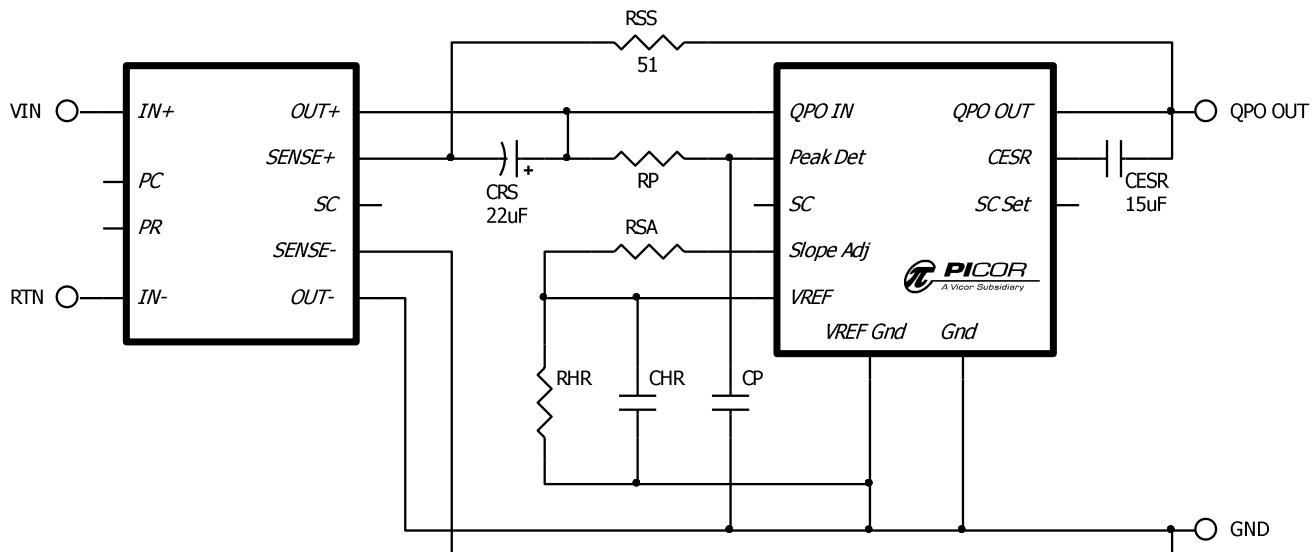 RSS
51
VIN
IN+
OUT+
QPO IN
QPO OUT
QPO OUT
SENSE+
Peak Det
CESR
PC
CRS
22uF
+
RP
CESR
15uF
SC
SC
SC Set
PR
RSA
SENSE-
Slope Adj
PICOR
A Vicor Subsidiary
RTN
IN-
OUT-
VREF
VREF Gnd
Gnd
RHR
CHR
CP
GND